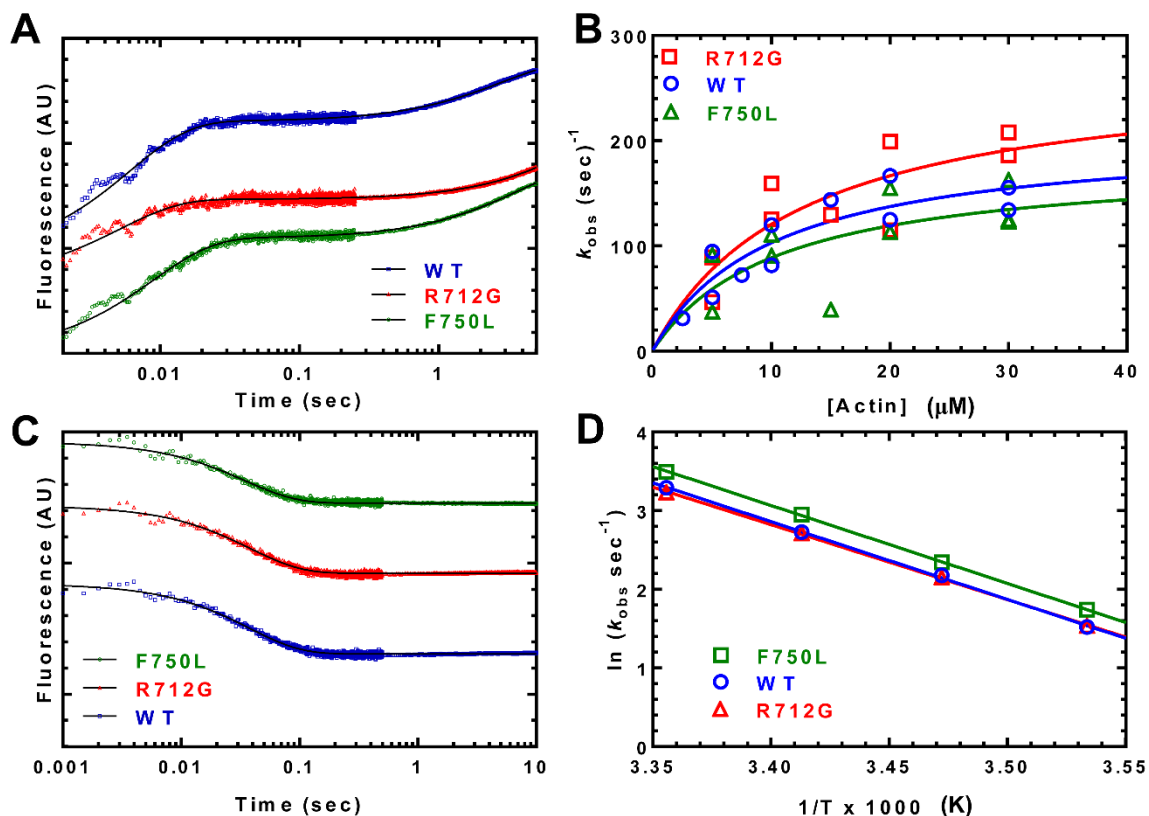 A
Fluorescence (AU)
WT
R712G
F750L
0.01
0.1
1
Time (sec)
B
k_obs (sec)⁻¹
300
200
100
0
R712G
WT
F750L
0
10
20
30
40
[Actin] (μM)
C
Fluorescence (AU)
F750L
R712G
WT
0.001
0.01
0.1
1
10
Time (sec)
D
ln (k_obs sec⁻¹)
4
3
2
1
0
F750L
WT
R712G
3.35
3.40
3.45
3.50
3.55
1/T x 1000 (K)